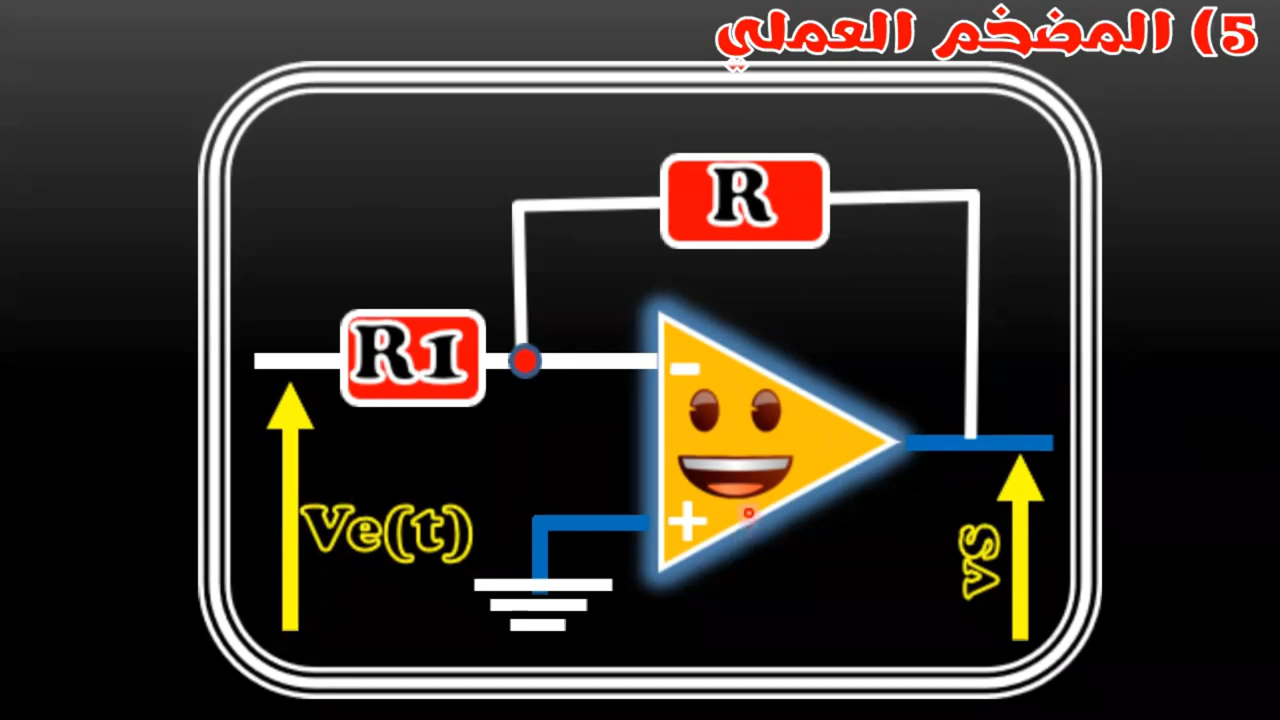 5) المضخم العملي
R
R1
-
Ve(t)
+
VS